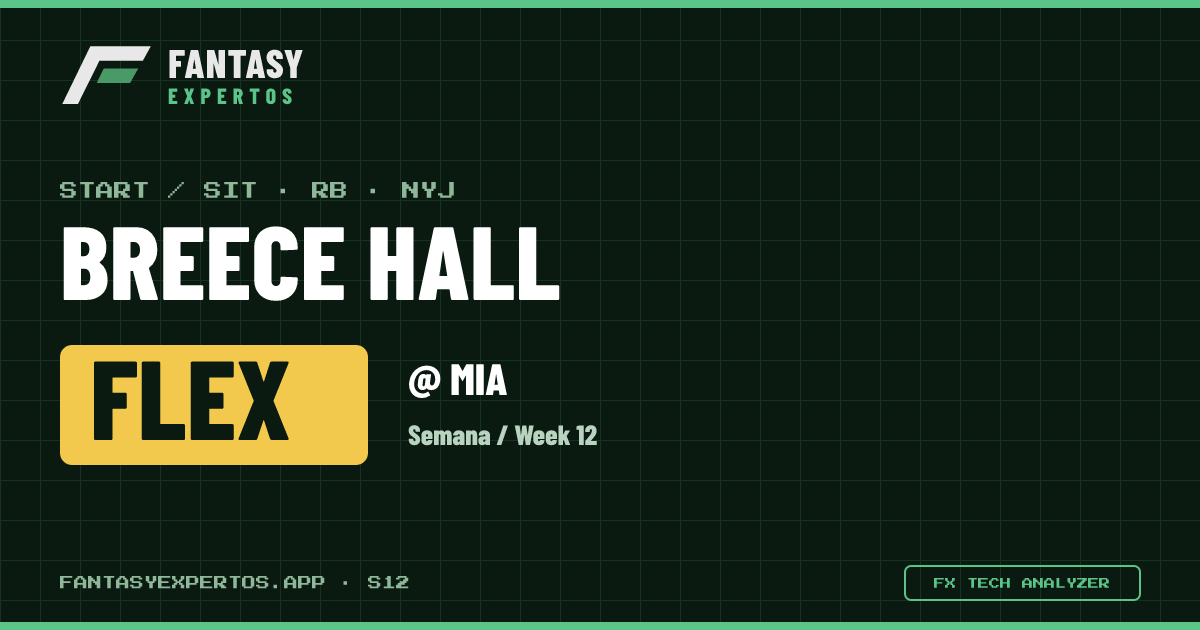 FANTASY
EXPERTOS
START / SIT · RB · NYJ
BREECE HALL
FLEX
@ MIA
Semana / Week 12
FANTASYEXPERTOS.APP · S12
FX TECH ANALYZER